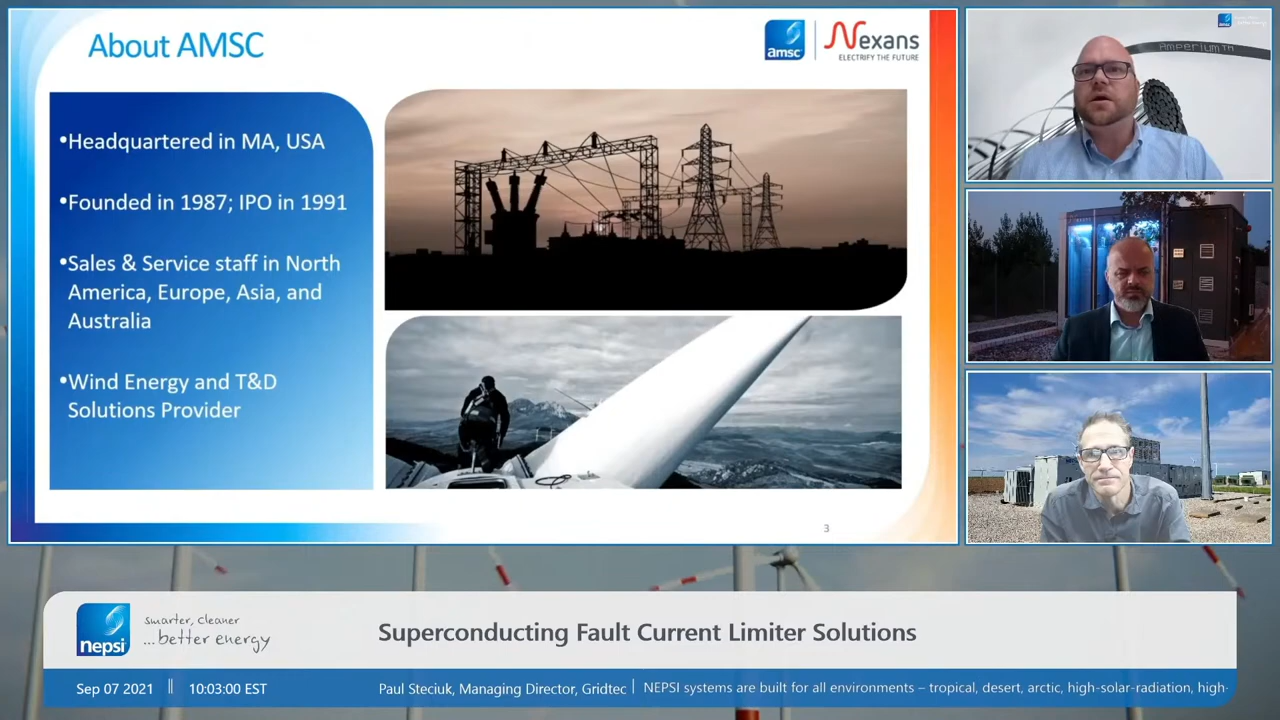 About AMSC
amsc
Nexans
ELECTRIFY THE FUTURE
•Headquartered in MA, USA
•Founded in 1987; IPO in 1991
•Sales & Service staff in North
America, Europe, Asia, and
Australia
•Wind Energy and T&D
Solutions Provider
3
Amperium™
nepsi
smarter, cleaner
...better energy
Superconducting Fault Current Limiter Solutions
Sep 07 2021
10:03:00 EST
Paul Steciuk, Managing Director, Gridtec
NEPSI systems are built for all environments – tropical, desert, arctic, high-solar-radiation, high-